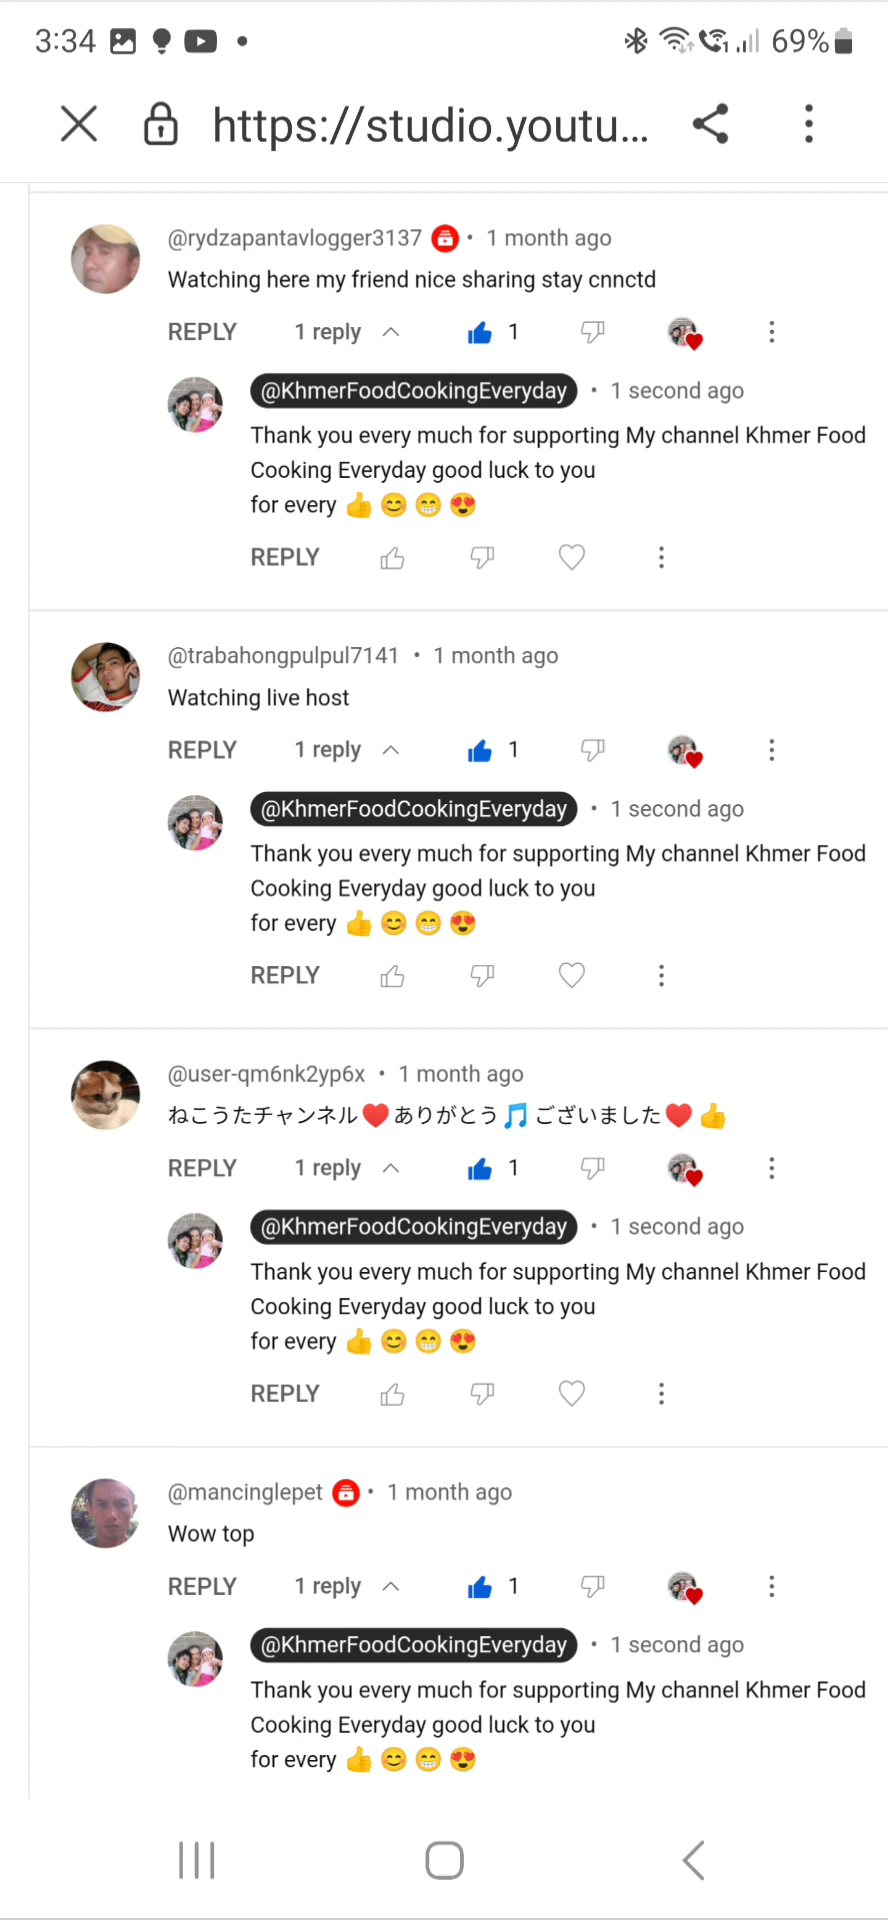 3:34
69%
https://studio.youtu...
@rydzapantavlogger3137 • 1 month ago
Watching here my friend nice sharing stay cnnctd
REPLY 1 reply 1
@KhmerFoodCookingEveryday • 1 second ago
Thank you every much for supporting My channel Khmer Food
Cooking Everyday good luck to you
for every 👍😊😁😍
REPLY
@trabahongpulpul7141 • 1 month ago
Watching live host
REPLY 1 reply 1
@KhmerFoodCookingEveryday • 1 second ago
Thank you every much for supporting My channel Khmer Food
Cooking Everyday good luck to you
for every 👍😊😁😍
REPLY
@user-qm6nk2yp6x • 1 month ago
ねこうたチャンネル❤️ありがとう🎵ございました❤️👍
REPLY 1 reply 1
@KhmerFoodCookingEveryday • 1 second ago
Thank you every much for supporting My channel Khmer Food
Cooking Everyday good luck to you
for every 👍😊😁😍
REPLY
@mancinglepet • 1 month ago
Wow top
REPLY 1 reply 1
@KhmerFoodCookingEveryday • 1 second ago
Thank you every much for supporting My channel Khmer Food
Cooking Everyday good luck to you
for every 👍😊😁😍